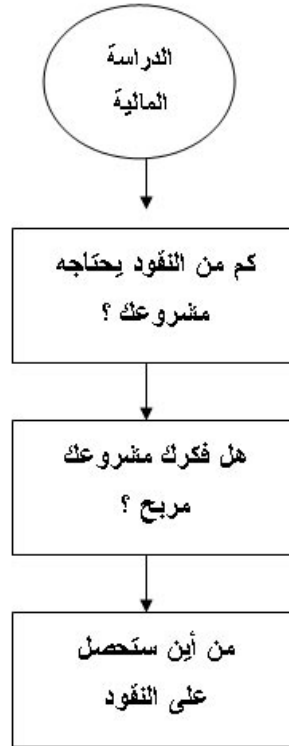 الدراسة
المالية
كم من النقود يحتاجه
مشروعك ؟
هل فكرك مشروعك
مربح ؟
من أين ستحصل
على النقود